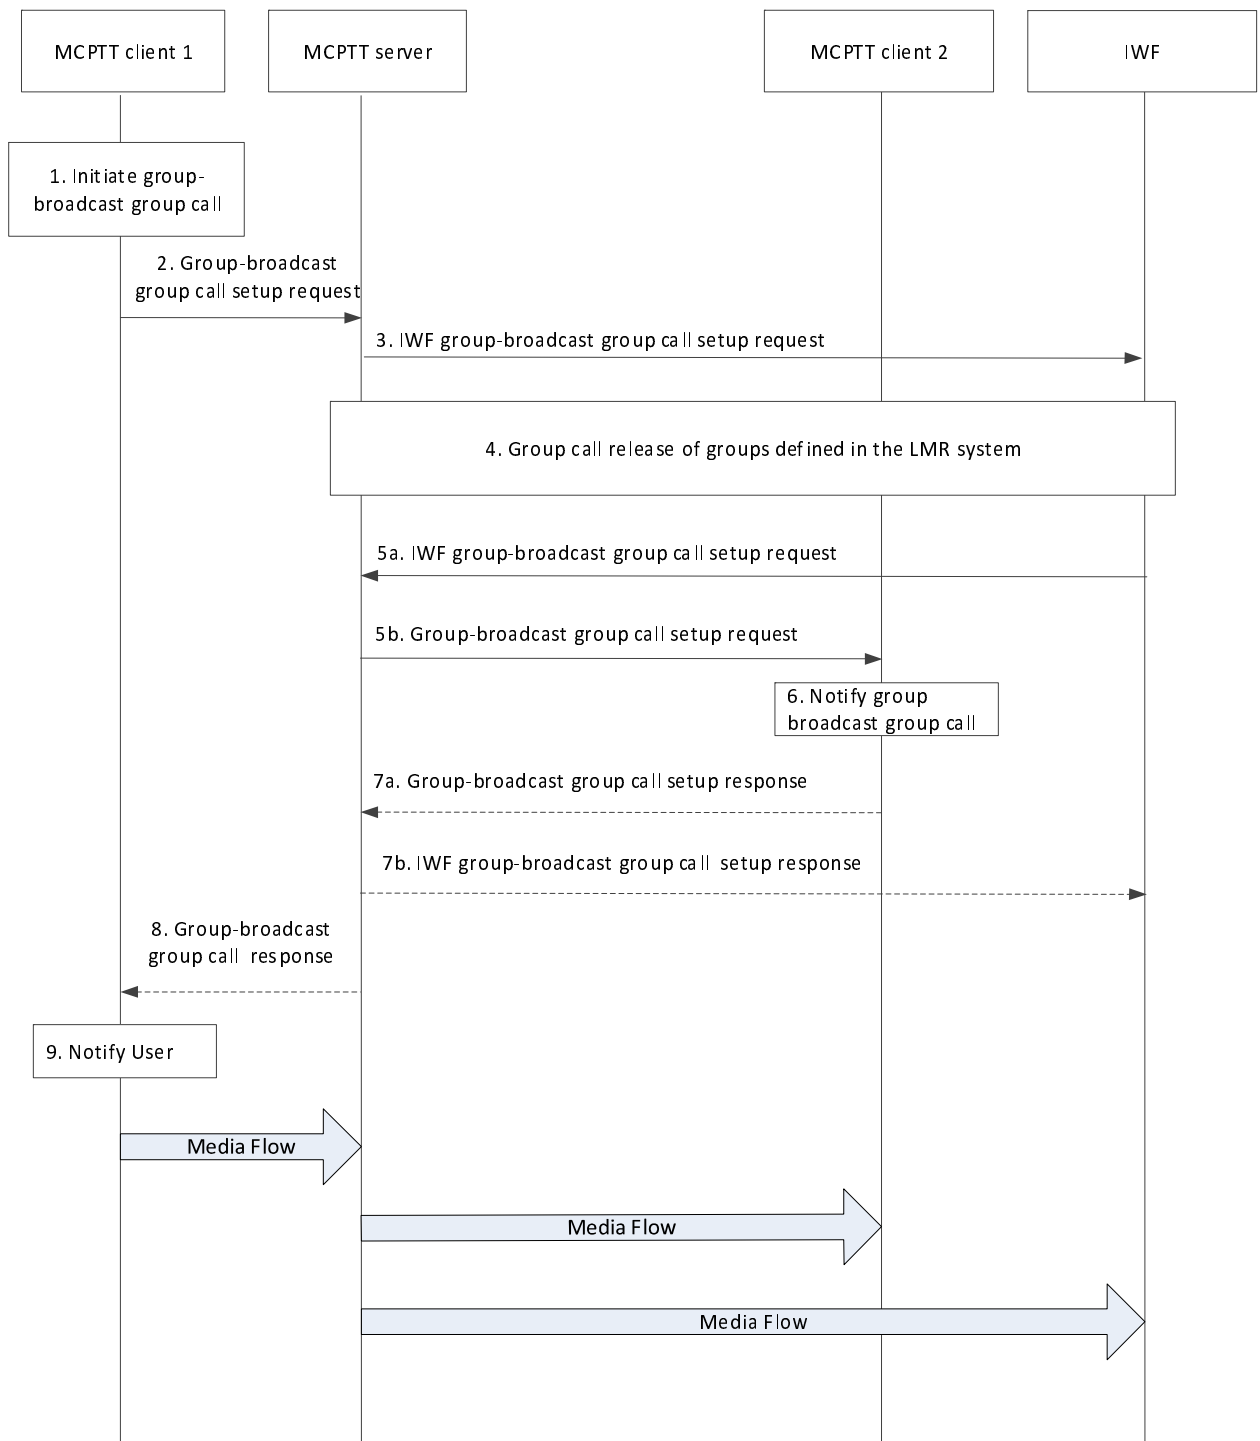 MCPTT client 1
MCPTT server
MCPTT client 2
IWF
1. Initiate group-
broadcast group call
2. Group-broadcast
group call setup request
3. IWF group-broadcast group call setup request
4. Group call release of groups defined in the LMR system
5a. IWF group-broadcast group call setup request
5b. Group-broadcast group call setup request
6. Notify group
broadcast group call
7a. Group-broadcast group call setup response
7b. IWF group-broadcast group call setup response
8. Group-broadcast
group call response
9. Notify User
Media Flow
Media Flow
Media Flow